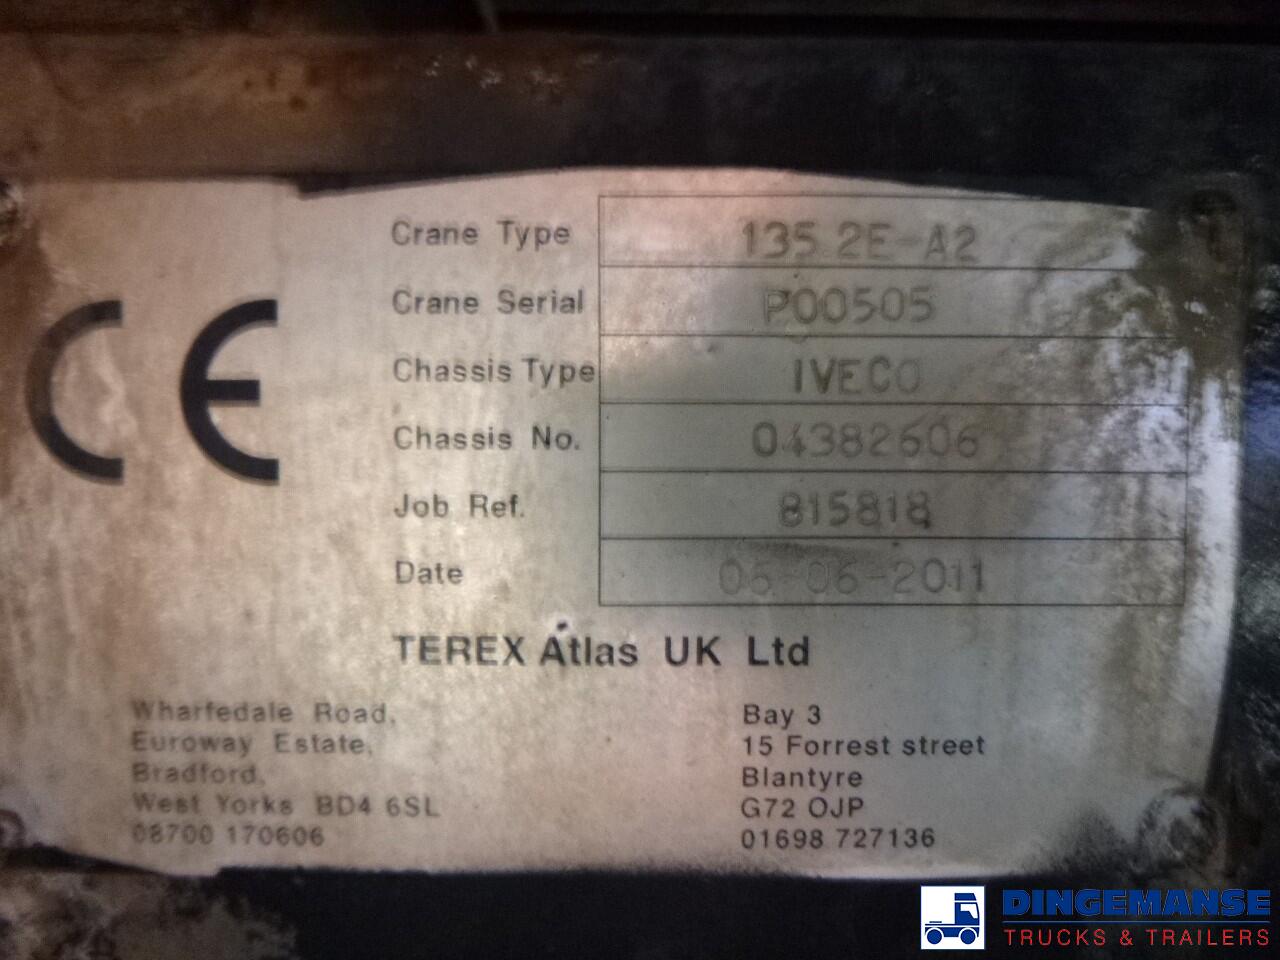 CE
Crane Type 135.2E-A2
Crane Serial P00505
Chassis Type IVECO
Chassis No. 04382606
Job Ref. 815818
Date 06-06-2011
TEREX Atlas UK Ltd
Wharfedale Road,
Euroway Estate,
Bradford,
West Yorks BD4 6SL
08700 170606
Bay 3
15 Forrest street
Blantyre
G72 OJP
01698 727136
DINGEMANSE
TRUCKS & TRAILERS